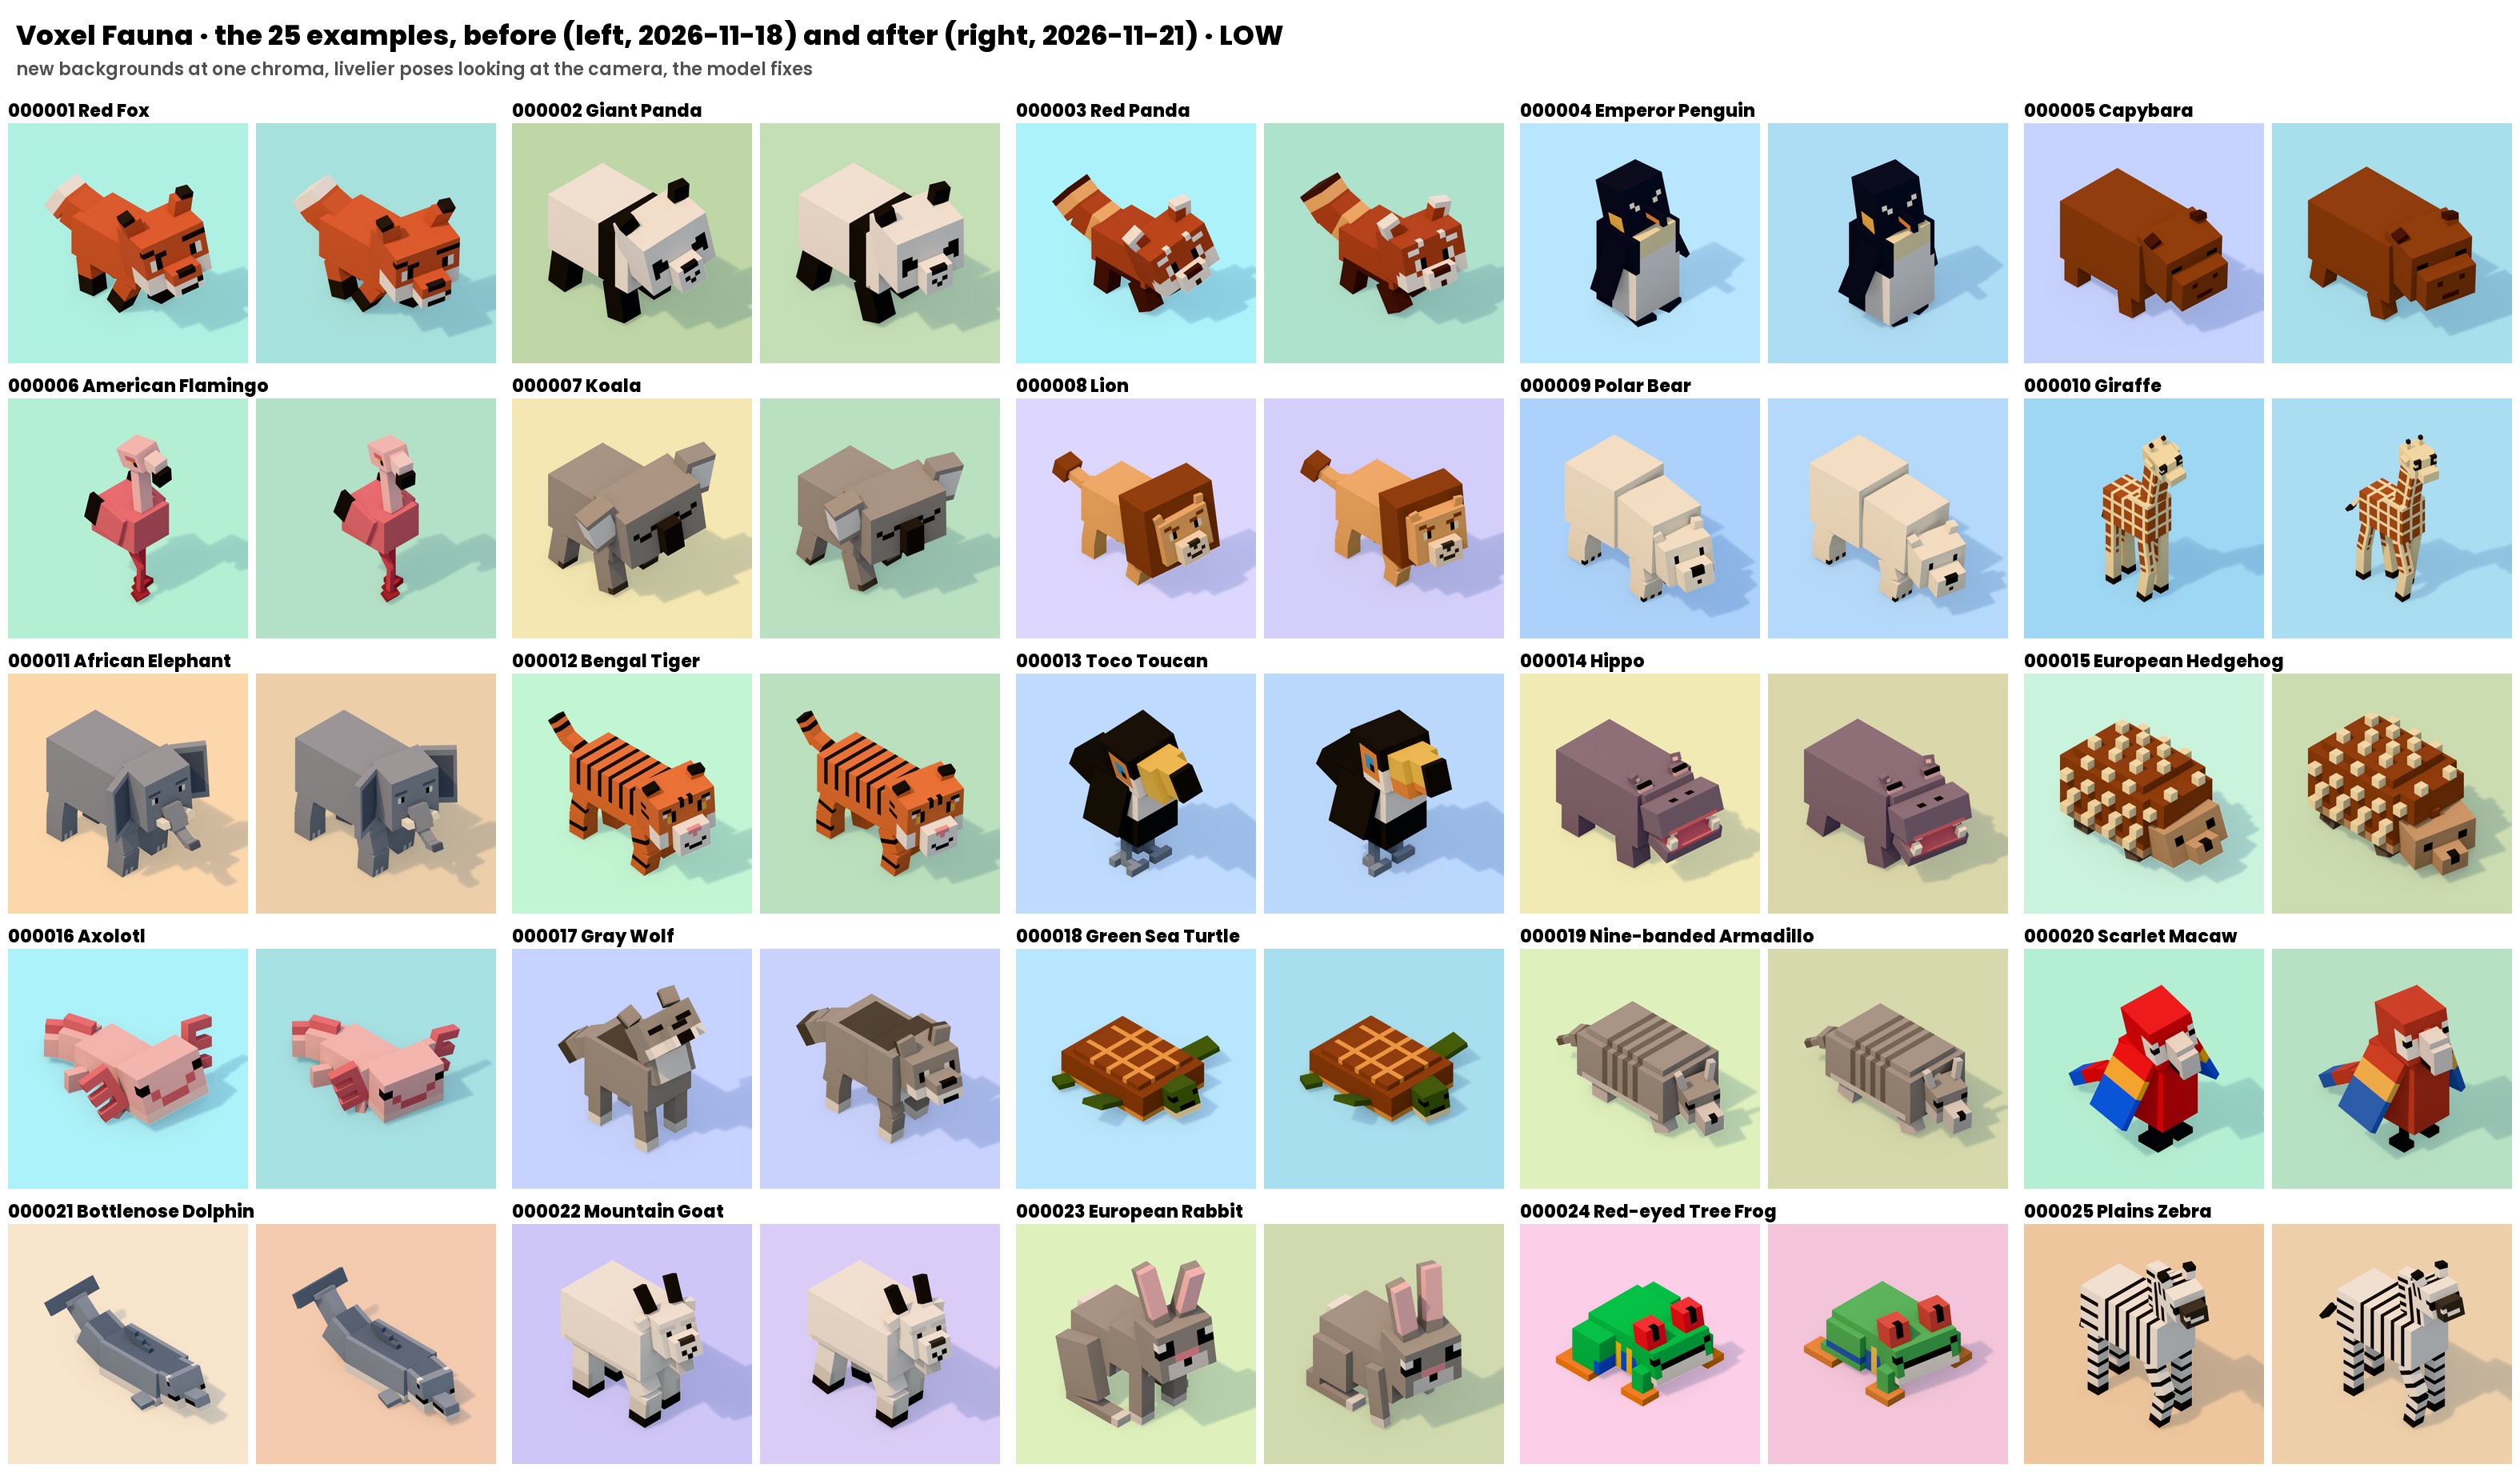 Voxel Fauna · the 25 examples, before (left, 2026-11-18) and after (right, 2026-11-21) · LOW
new backgrounds at one chroma, livelier poses looking at the camera, the model fixes
000001 Red Fox
000002 Giant Panda
000003 Red Panda
000004 Emperor Penguin
000005 Capybara
000006 American Flamingo
000007 Koala
000008 Lion
000009 Polar Bear
000010 Giraffe
000011 African Elephant
000012 Bengal Tiger
000013 Toco Toucan
000014 Hippo
000015 European Hedgehog
000016 Axolotl
000017 Gray Wolf
000018 Green Sea Turtle
000019 Nine-banded Armadillo
000020 Scarlet Macaw
000021 Bottlenose Dolphin
000022 Mountain Goat
000023 European Rabbit
000024 Red-eyed Tree Frog
000025 Plains Zebra